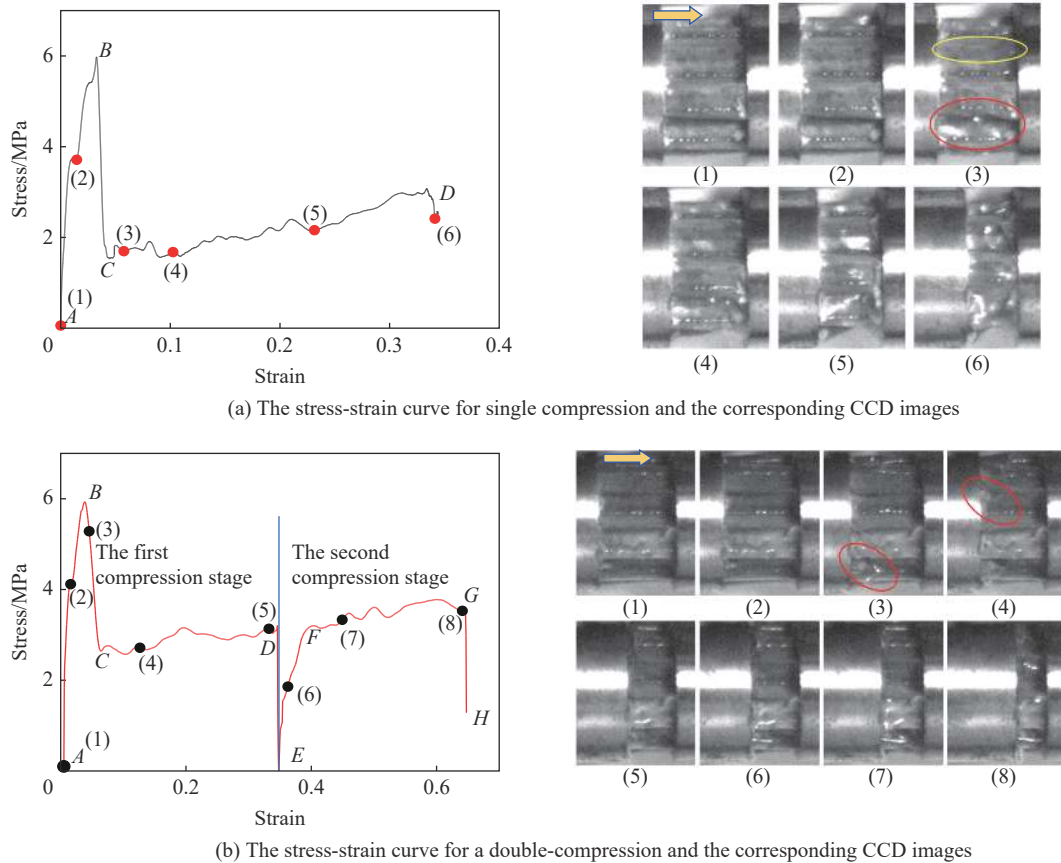 6
4
2
0
0.1
0.2
0.3
0.4
Stress/MPa
Strain
A
B
C
D
(1)
(2)
(3)
(4)
(5)
(6)
(1)
(2)
(3)
(4)
(5)
(6)
(a) The stress-strain curve for single compression and the corresponding CCD images
6
4
2
0
0.2
0.4
0.6
Stress/MPa
Strain
The first
compression stage
The second
compression stage
A
B
C
D
E
F
G
H
(1)
(2)
(3)
(4)
(5)
(6)
(7)
(8)
(1)
(2)
(3)
(4)
(5)
(6)
(7)
(8)
(b) The stress-strain curve for a double-compression and the corresponding CCD images